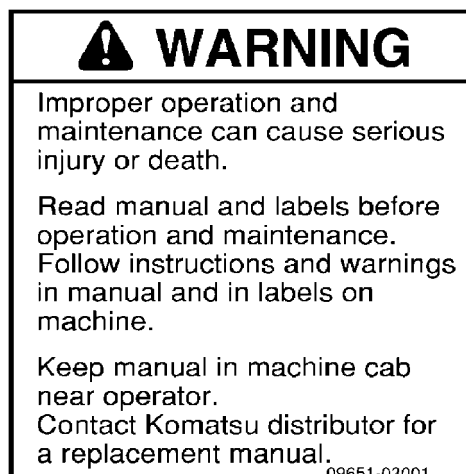 WARNING
Improper operation and
maintenance can cause serious
injury or death.
Read manual and labels before
operation and maintenance.
Follow instructions and warnings
in manual and in labels on
machine.
Keep manual in machine cab
near operator.
Contact Komatsu distributor for
a replacement manual.
09651-03001